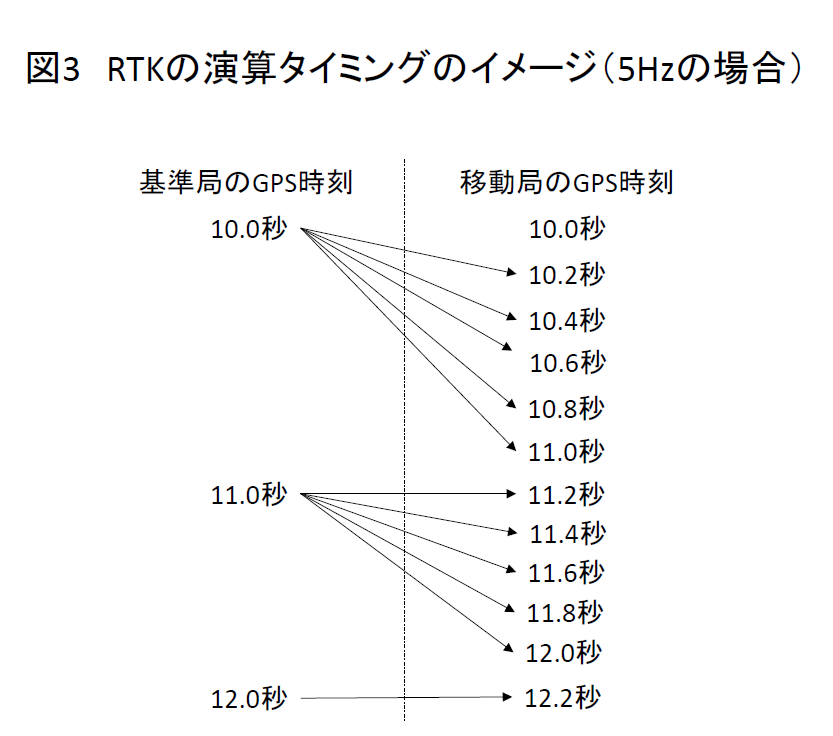 図3 RTKの演算タイミングのイメージ(5Hzの場合)
基準局のGPS時刻 移動局のGPS時刻
10.0秒 10.0秒
10.2秒
10.4秒
10.6秒
10.8秒
11.0秒
11.0秒 11.2秒
11.4秒
11.6秒
11.8秒
12.0秒
12.0秒 12.2秒